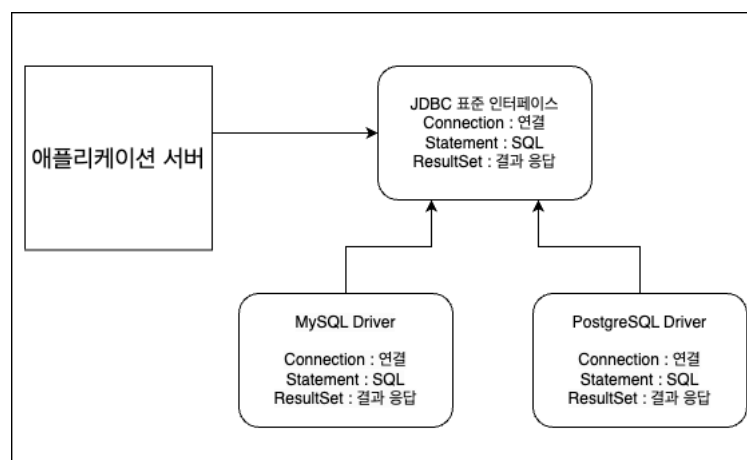 애플리케이션 서버
JDBC 표준 인터페이스
Connection : 연결
Statement : SQL
ResultSet : 결과 응답
MySQL Driver
Connection : 연결
Statement : SQL
ResultSet : 결과 응답
PostgreSQL Driver
Connection : 연결
Statement : SQL
ResultSet : 결과 응답